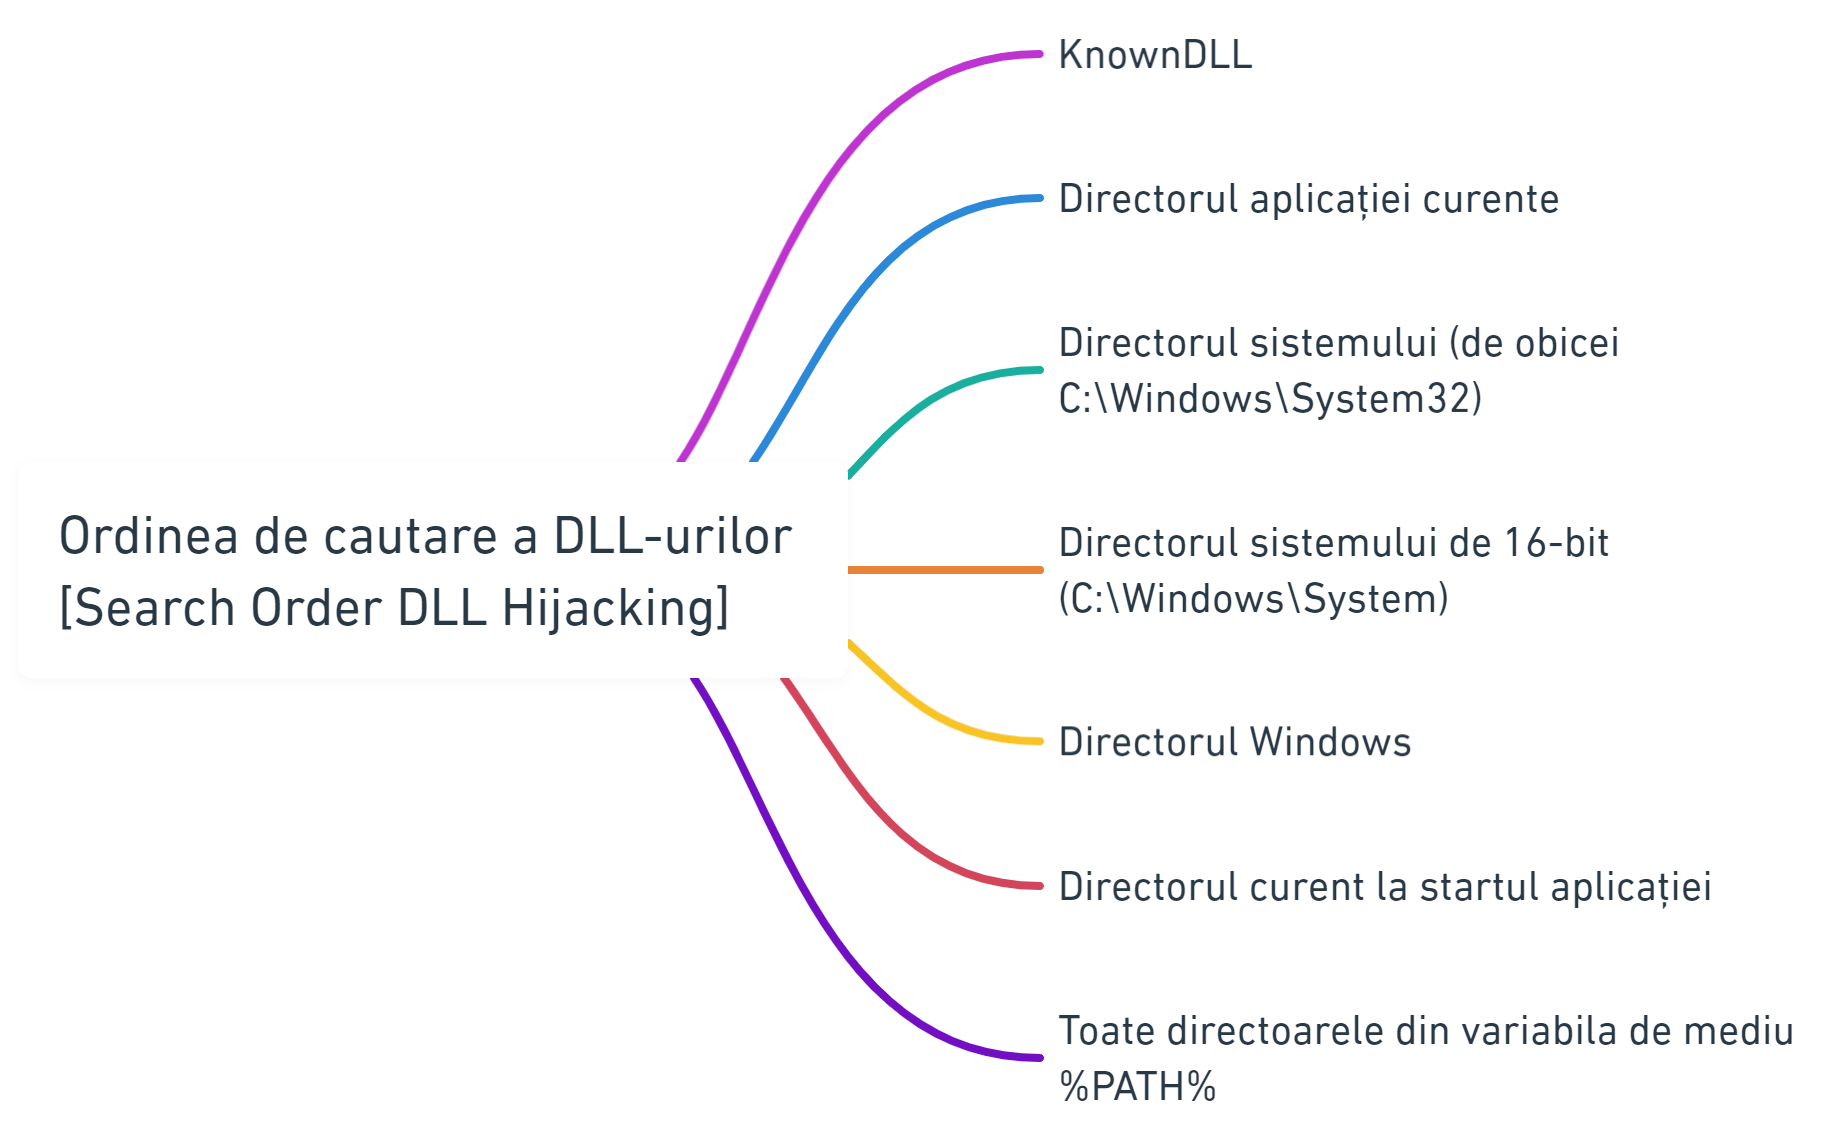 KnownDLL
Directorul aplicației curente
Directorul sistemului (de obicei
C:\Windows\System32)
Ordinea de cautare a DLL-urilor
[Search Order DLL Hijacking]
Directorul sistemului de 16-bit
(C:\Windows\System)
Directorul Windows
Directorul curent la startul aplicației
Toate directoarele din variabila de mediu
%PATH%